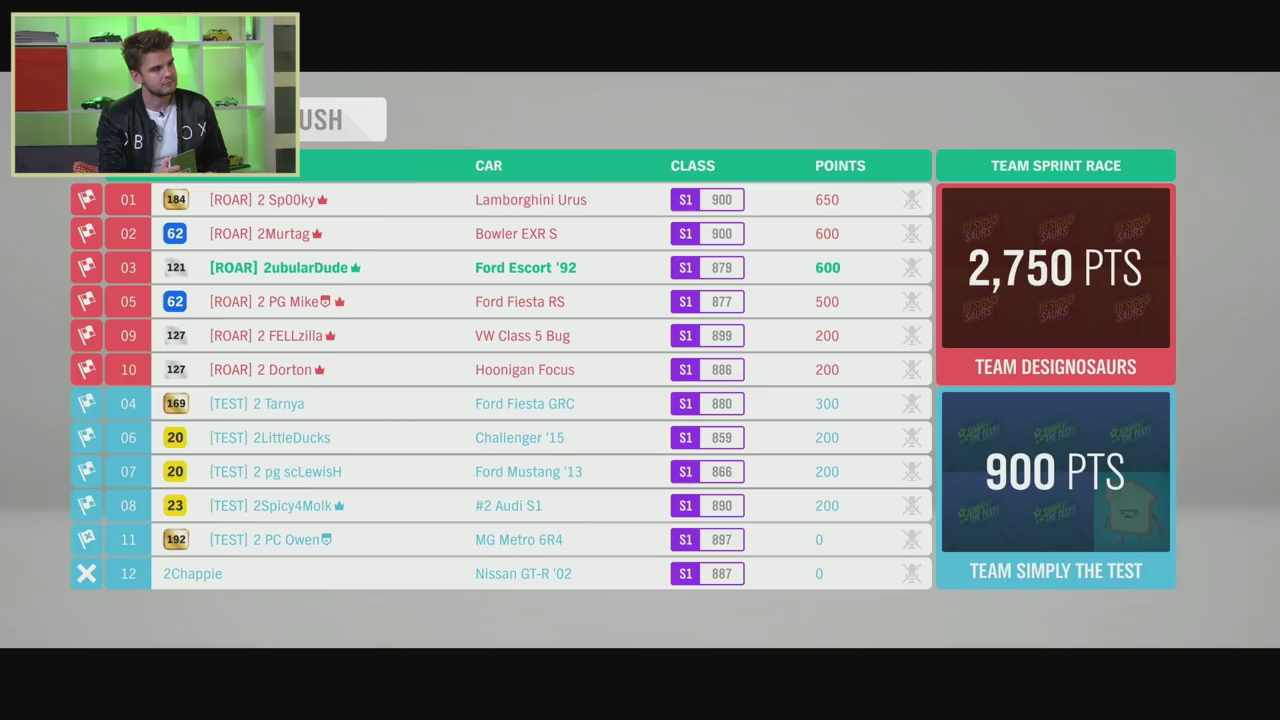 B OX
USH
CAR CLASS POINTS TEAM SPRINT RACE
01 184 [ROAR] 2 Sp00ky Lamborghini Urus S1 900 650
02 62 [ROAR] 2Murtag Bowler EXR S S1 900 600
03 121 [ROAR] 2ubularDude Ford Escort '92 S1 879 600
05 62 [ROAR] 2 PG Mike Ford Fiesta RS S1 877 500
09 127 [ROAR] 2 FELLzilla VW Class 5 Bug S1 899 200
10 127 [ROAR] 2 Dorton Hoonigan Focus S1 886 200
04 169 [TEST] 2 Tarnya Ford Fiesta GRC S1 880 300
06 20 [TEST] 2LittleDucks Challenger '15 S1 859 200
07 20 [TEST] 2 pg scLewisH Ford Mustang '13 S1 866 200
08 23 [TEST] 2Spicy4Molk #2 Audi S1 S1 890 200
11 192 [TEST] 2 PC Owen MG Metro 6R4 S1 897 0
12 2Chappie Nissan GT-R '02 S1 887 0
2,750 PTS
TEAM DESIGNOSAURS
900 PTS
TEAM SIMPLY THE TEST